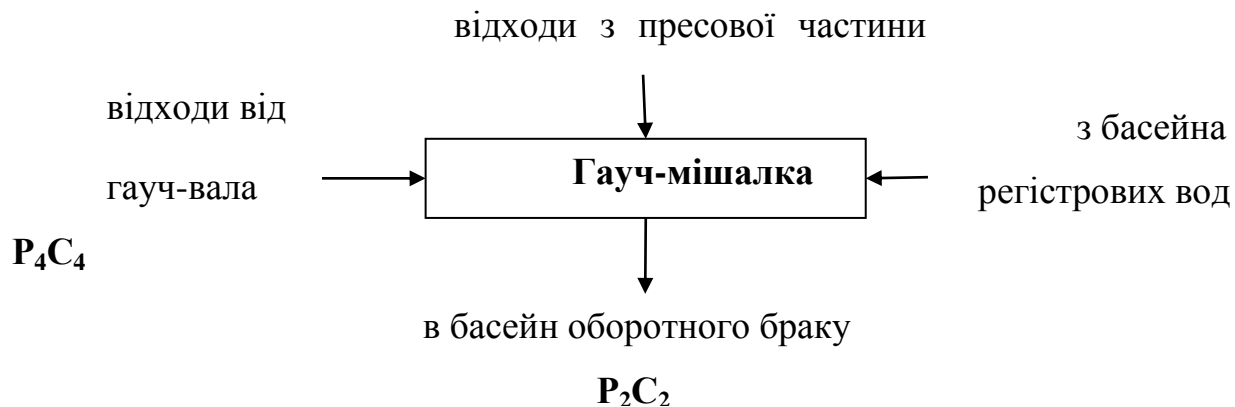 відходи з пресової частини
відходи від
гауч-вала
P₄C₄
Гауч-мішалка
з басейна
регістрових вод
в басейн оборотного браку
P₂C₂